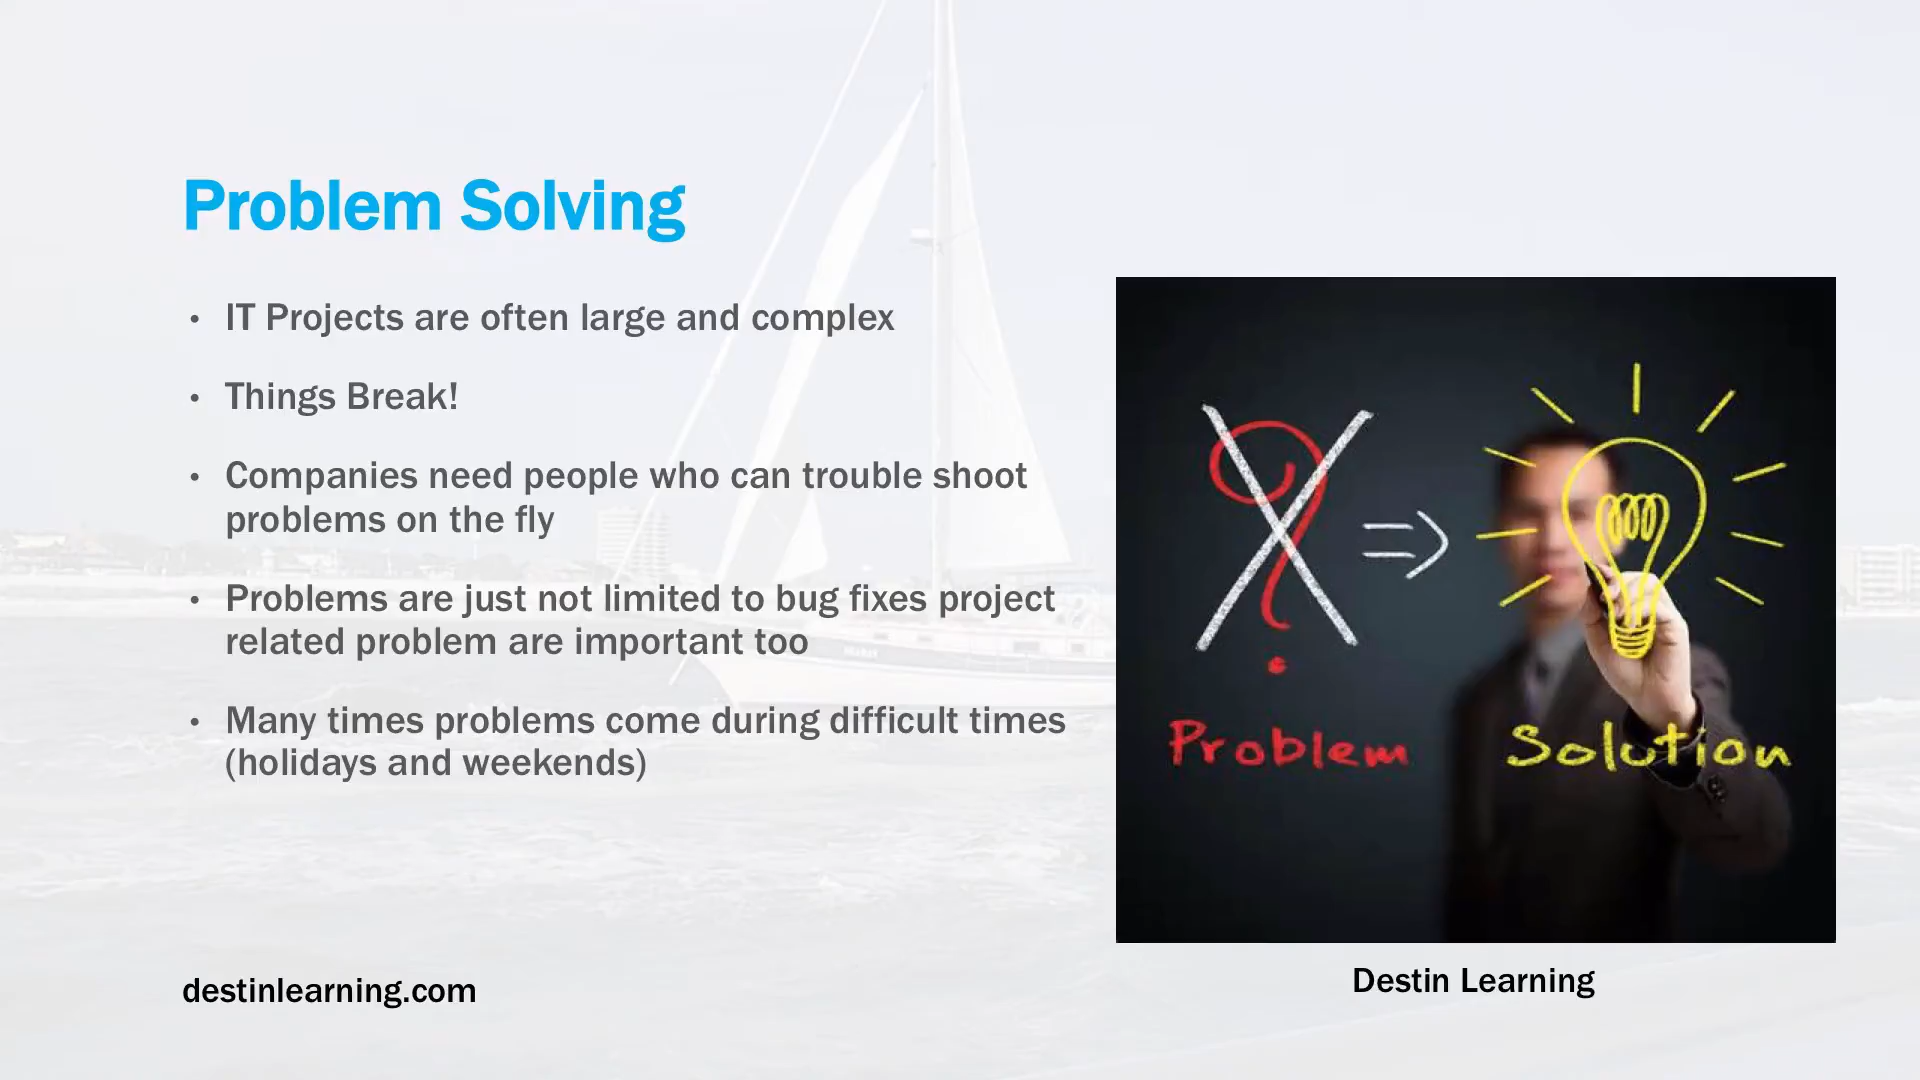 Problem Solving
• IT Projects are often large and complex
• Things Break!
• Companies need people who can trouble shoot
problems on the fly
• Problems are just not limited to bug fixes project
related problem are important too
• Many times problems come during difficult times
(holidays and weekends)
?
Problem
Solution
destinlearning.com
Destin Learning